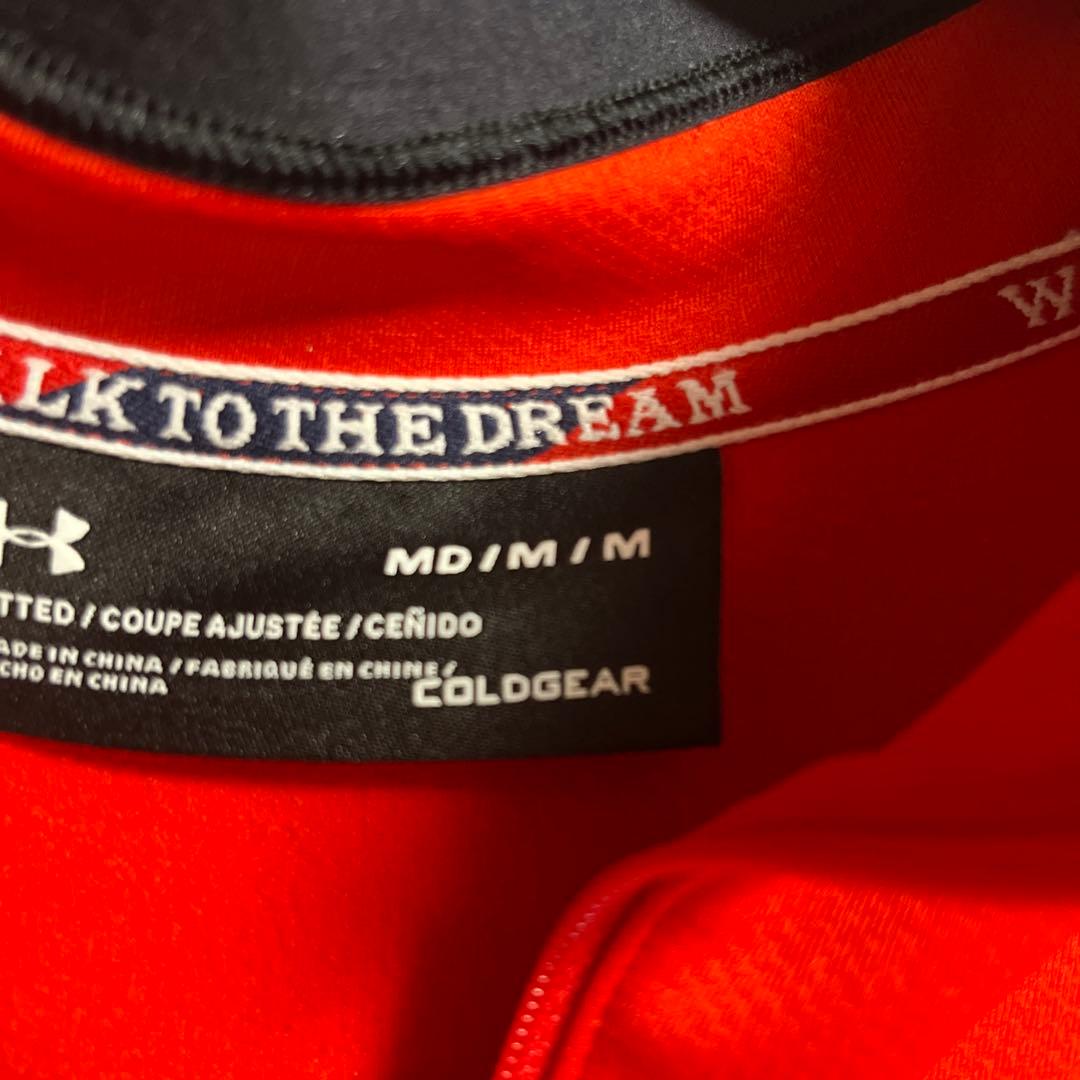 LK TO THE DREAM W
MD / M / M
TTED / COUPE AJUSTÉE / CEÑIDO
ADE IN CHINA / FABRIQUÉ EN CHINE /
CHO EN CHINA
COLDGEAR